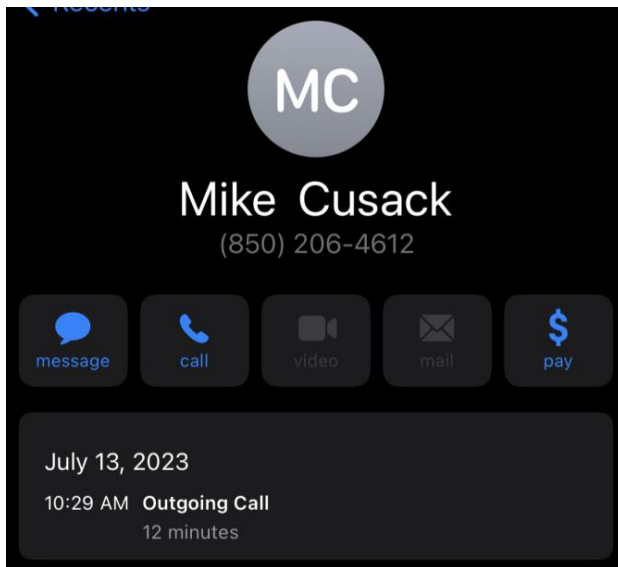 Recents
MC
Mike Cusack
(850) 206-4612
message call video mail $ pay
July 13, 2023
10:29 AM Outgoing Call
12 minutes